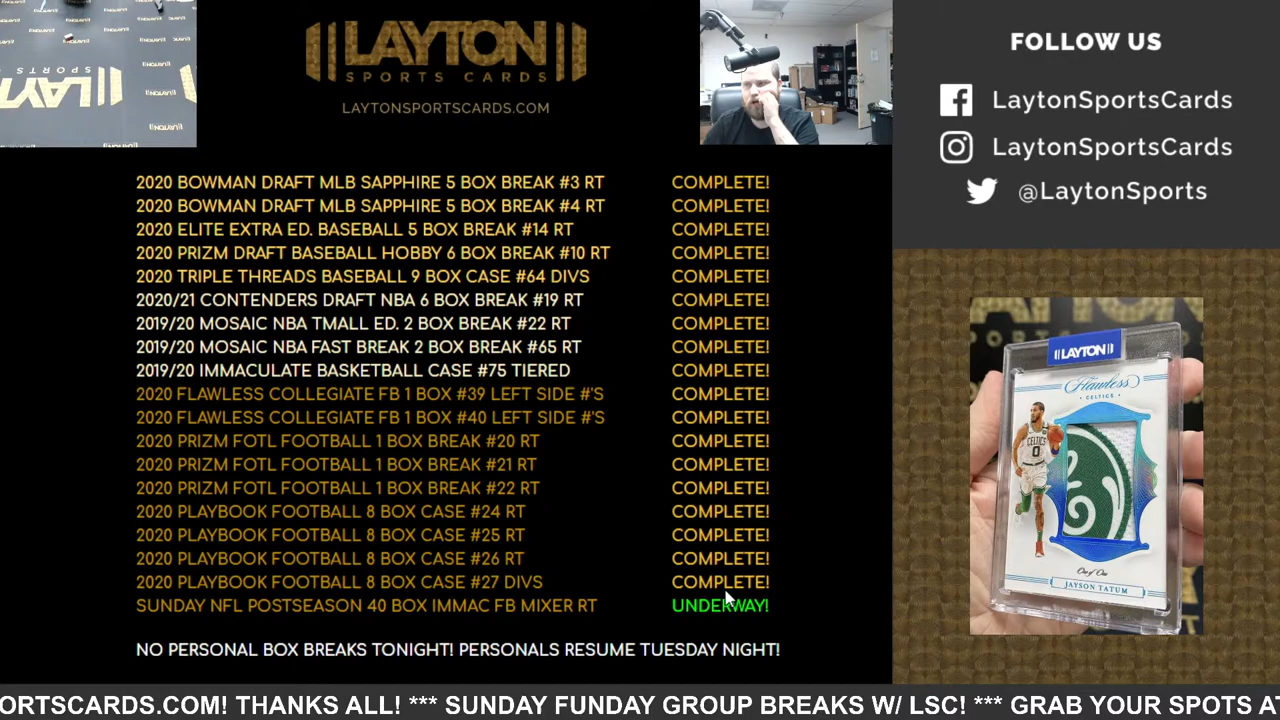 LAYTON
SPORTS CARDS
LAYTONSPORTSCARDS.COM
FOLLOW US
LaytonSportsCards
LaytonSportsCards
@LaytonSports
2020 BOWMAN DRAFT MLB SAPPHIRE 5 BOX BREAK #3 RT COMPLETE!
2020 BOWMAN DRAFT MLB SAPPHIRE 5 BOX BREAK #4 RT COMPLETE!
2020 ELITE EXTRA ED. BASEBALL 5 BOX BREAK #14 RT COMPLETE!
2020 PRIZM DRAFT BASEBALL HOBBY 6 BOX BREAK #10 RT COMPLETE!
2020 TRIPLE THREADS BASEBALL 9 BOX CASE #64 DIVS COMPLETE!
2020/21 CONTENDERS DRAFT NBA 6 BOX BREAK #19 RT COMPLETE!
2019/20 MOSAIC NBA TMALL ED. 2 BOX BREAK #22 RT COMPLETE!
2019/20 MOSAIC NBA FAST BREAK 2 BOX BREAK #65 RT COMPLETE!
2019/20 IMMACULATE BASKETBALL CASE #75 TIERED COMPLETE!
2020 FLAWLESS COLLEGIATE FB 1 BOX #39 LEFT SIDE #'S COMPLETE!
2020 FLAWLESS COLLEGIATE FB 1 BOX #40 LEFT SIDE #'S COMPLETE!
2020 PRIZM FOTL FOOTBALL 1 BOX BREAK #20 RT COMPLETE!
2020 PRIZM FOTL FOOTBALL 1 BOX BREAK #21 RT COMPLETE!
2020 PRIZM FOTL FOOTBALL 1 BOX BREAK #22 RT COMPLETE!
2020 PLAYBOOK FOOTBALL 8 BOX CASE #24 RT COMPLETE!
2020 PLAYBOOK FOOTBALL 8 BOX CASE #25 RT COMPLETE!
2020 PLAYBOOK FOOTBALL 8 BOX CASE #26 RT COMPLETE!
2020 PLAYBOOK FOOTBALL 8 BOX CASE #27 DIVS COMPLETE!
SUNDAY NFL POSTSEASON 40 BOX IMMAC FB MIXER RT UNDERWAY!
NO PERSONAL BOX BREAKS TONIGHT! PERSONALS RESUME TUESDAY NIGHT!
LAYTON
Flawless
CELTICS
CELTICS
0
One of One
JAYSON TATUM
ORTSCARDS.COM! THANKS ALL! *** SUNDAY FUNDAY GROUP BREAKS W/ LSC! *** GRAB YOUR SPOTS A